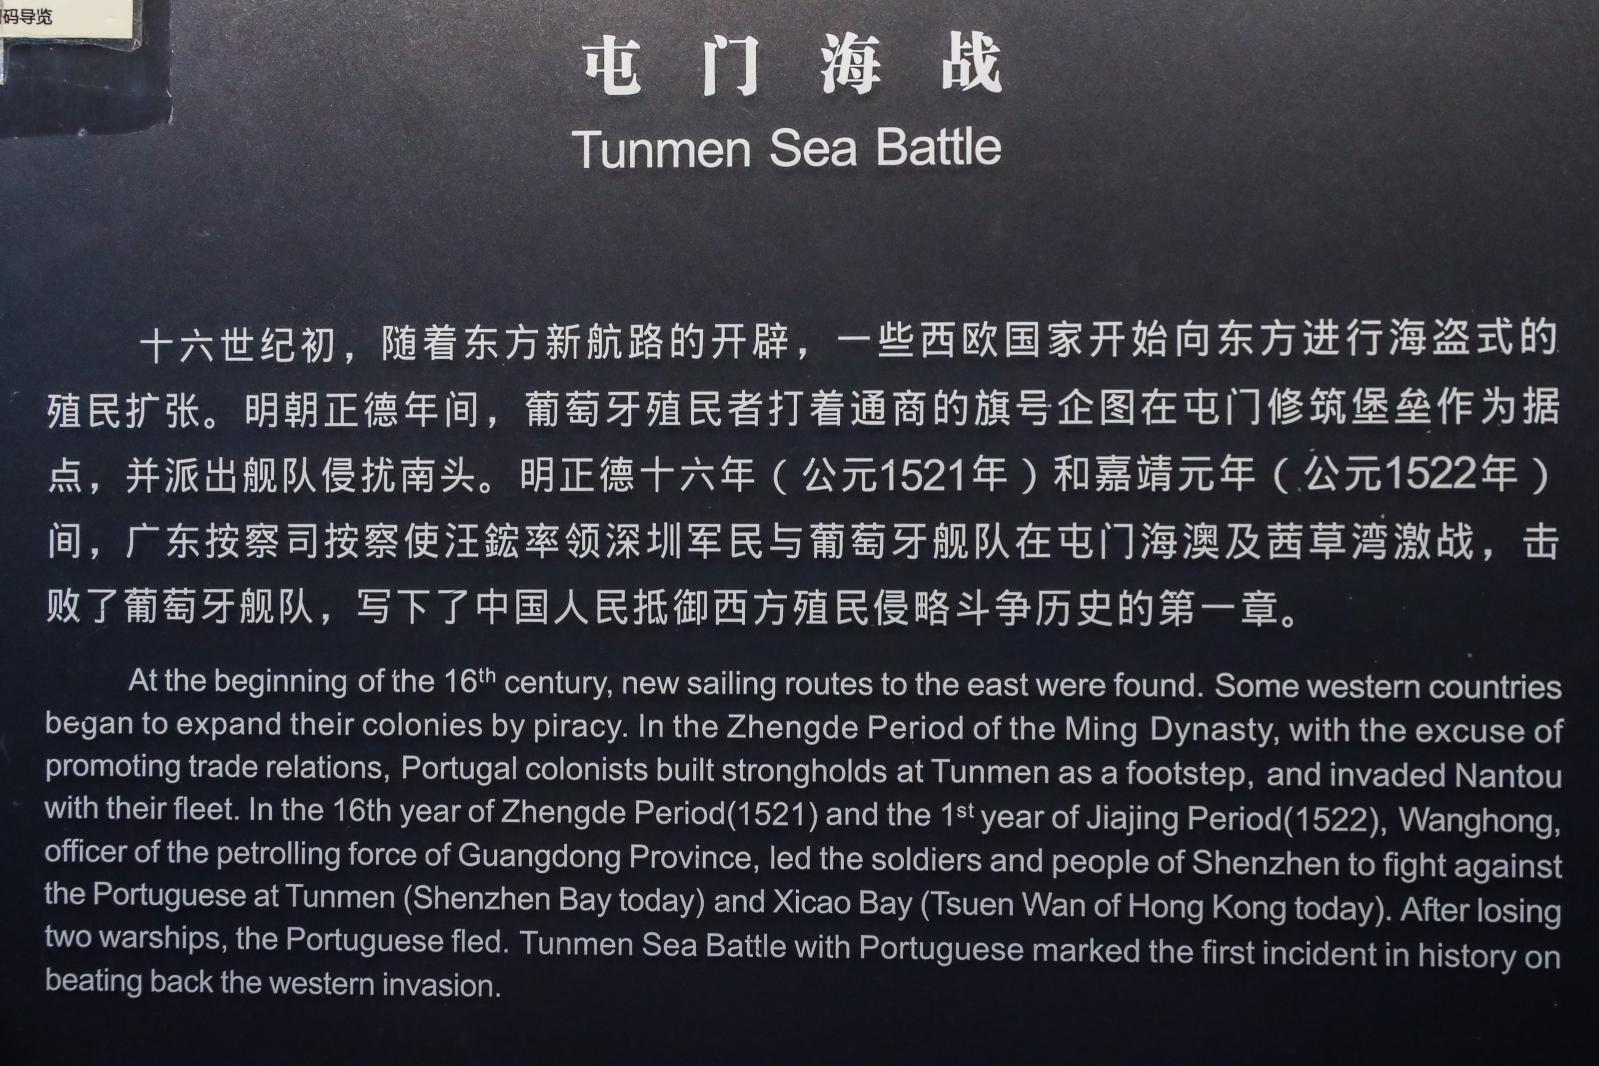 码导览
屯门海战
Tunmen Sea Battle
十六世纪初，随着东方新航路的开辟，一些西欧国家开始向东方进行海盗式的
殖民扩张。明朝正德年间，葡萄牙殖民者打着通商的旗号企图在屯门修筑堡垒作为据
点，并派出舰队侵扰南头。明正德十六年（公元1521年）和嘉靖元年（公元1522年）
间，广东按察司按察使汪鋐率领深圳军民与葡萄牙舰队在屯门海澳及茜草湾激战，击
败了葡萄牙舰队，写下了中国人民抵御西方殖民侵略斗争历史的第一章。
At the beginning of the 16th century, new sailing routes to the east were found. Some western countries
began to expand their colonies by piracy. In the Zhengde Period of the Ming Dynasty, with the excuse of
promoting trade relations, Portugal colonists built strongholds at Tunmen as a footstep, and invaded Nantou
with their fleet. In the 16th year of Zhengde Period(1521) and the 1st year of Jiajing Period(1522), Wanghong,
officer of the petrolling force of Guangdong Province, led the soldiers and people of Shenzhen to fight against
the Portuguese at Tunmen (Shenzhen Bay today) and Xicao Bay (Tsuen Wan of Hong Kong today). After losing
two warships, the Portuguese fled. Tunmen Sea Battle with Portuguese marked the first incident in history on
beating back the western invasion.